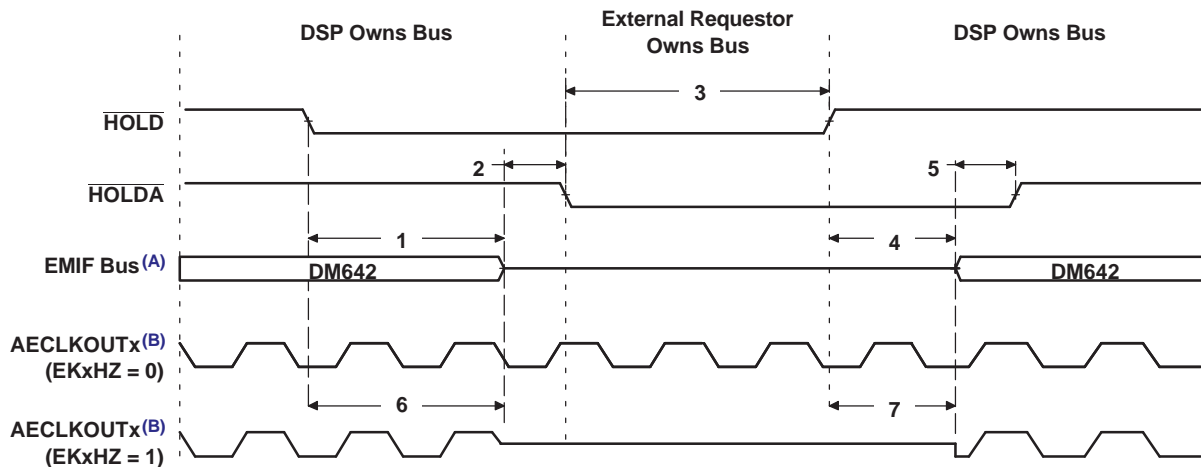 DSP Owns Bus
External Requestor
Owns Bus
DSP Owns Bus
3
HOLD
2
5
HOLDA
1
4
EMIF Bus(A)
DM642
DM642
AECLKOUTx(B)
(EKxHZ = 0)
6
7
AECLKOUTx(B)
(EKxHZ = 1)